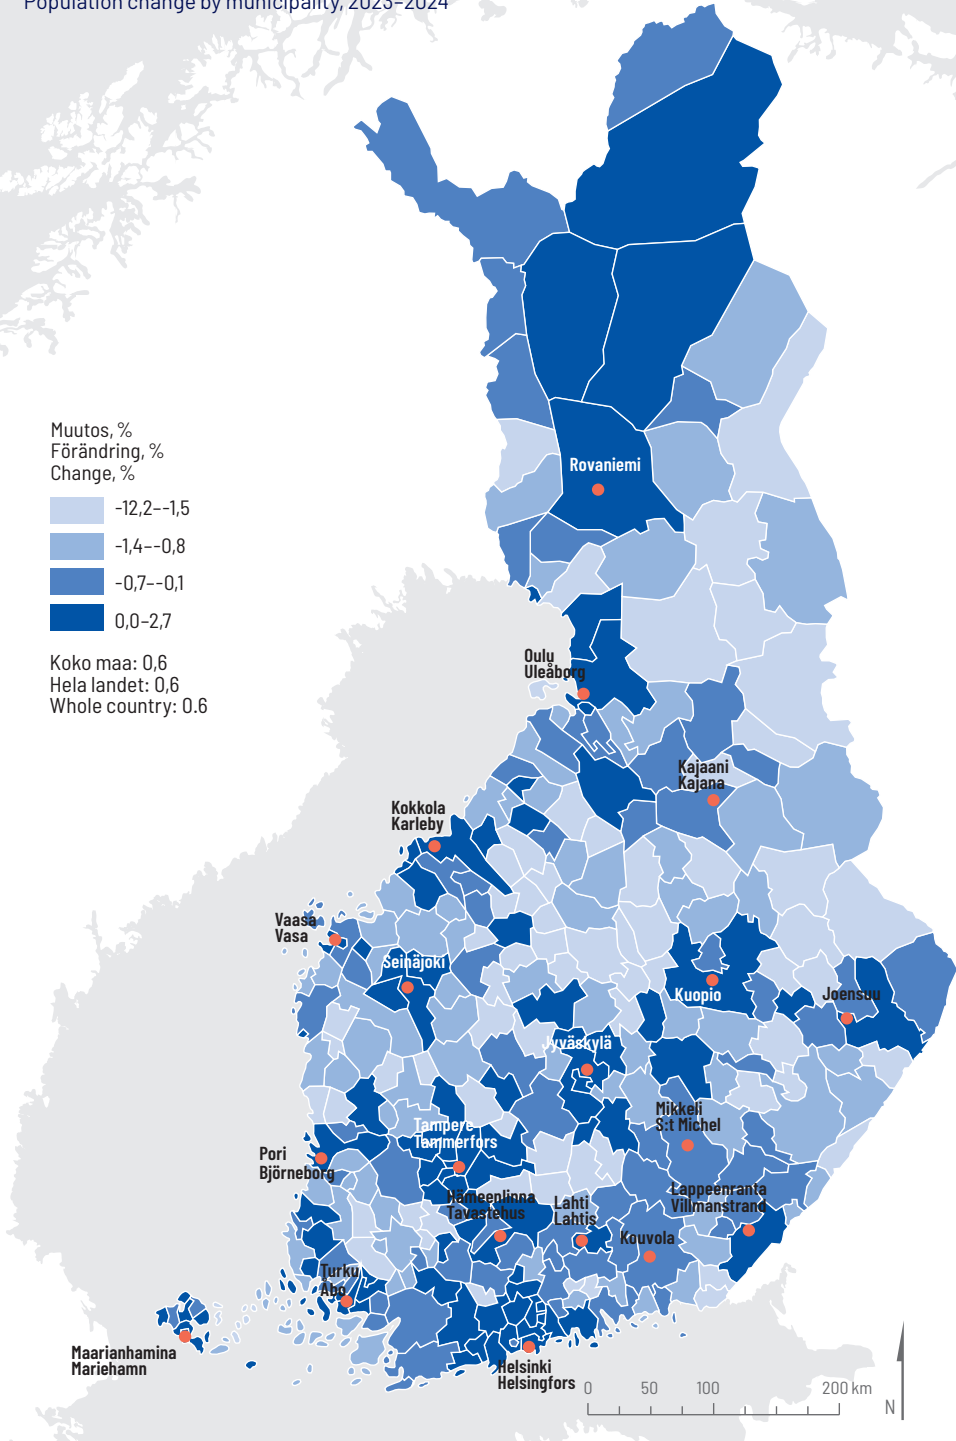 Population change by municipality, 2023–2024
Muutos, %
Förändring, %
Change, %
-12,2--1,5
-1,4--0,8
-0,7--0,1
0,0–2,7
Koko maa: 0,6
Hela landet: 0,6
Whole country: 0.6
Rovaniemi
Oulu
Uleåborg
Kajaani
Kajana
Kokkola
Karleby
Vaasa
Vasa
Seinäjoki
Kuopio
Joensuu
Jyväskylä
Mikkeli
S:t Michel
Tampere
Tammerfors
Pori
Björneborg
Hämeenlinna
Tavastehus
Lahti
Lahtis
Lappeenranta
Villmanstrand
Kouvola
Turku
Åbo
Maarianhamina
Mariehamn
Helsinki
Helsingfors
0 50 100 200 km
N